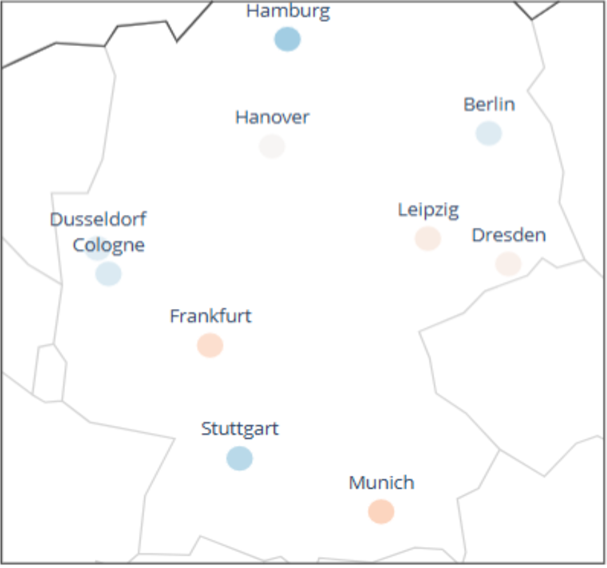 Hamburg
Berlin
Hanover
Leipzig
Dusseldorf
Dresden
Cologne
Frankfurt
Stuttgart
Munich